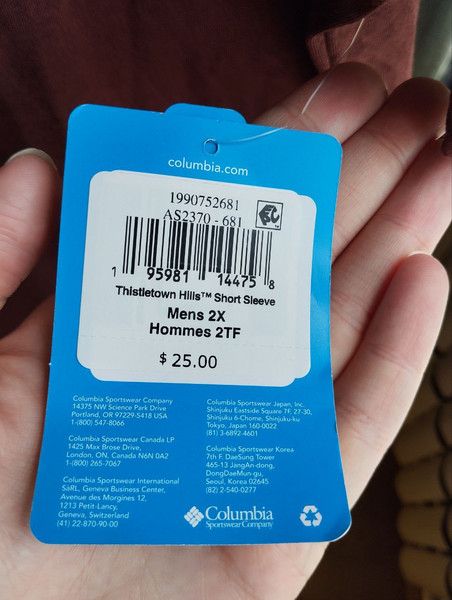 columbia.com
1990752681
AS2370 - 681
1 95981 14475 8
Thistletown Hills™ Short Sleeve
Mens 2X
Hommes 2TF
$ 25.00
Columbia Sportswear Company
14375 NW Science Park Drive
Portland, OR 97229-5418 USA
1-(800) 547-8066
Columbia Sportswear Canada LP
1425 Max Brose Drive,
London, ON, Canada N6N 0A2
1-(800) 265-7067
Columbia Sportswear International
SàRL, Geneva Business Center,
Avenue des Morgines 12,
1213 Petit-Lancy,
Geneva, Switzerland
(41) 22-870-90-00
Columbia Sportswear Japan, Inc.
Shinjuku Eastside Square 7F, 27-30,
Shinjuku 6-Chome, Shinjuku-ku
Tokyo, Japan 160-0022
(81) 3-6892-4601
Columbia Sportswear Korea
7th F. DaeSung Tower
465-13 JangAn-dong,
DongDaeMun-gu,
Seoul, Korea 02645
(82) 2-540-0277
Columbia
Sportswear Company